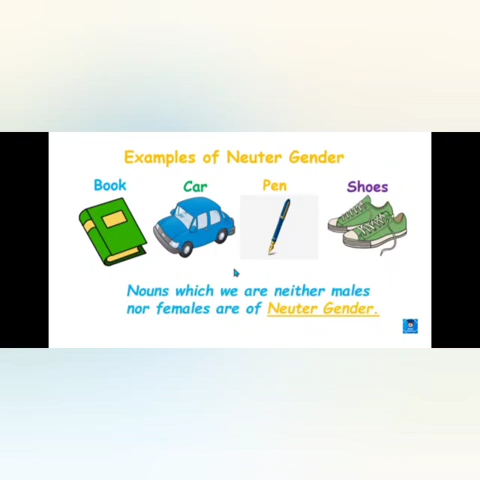 Examples of Neuter Gender
Book Car Pen Shoes
Nouns which we are neither males
nor females are of Neuter Gender.